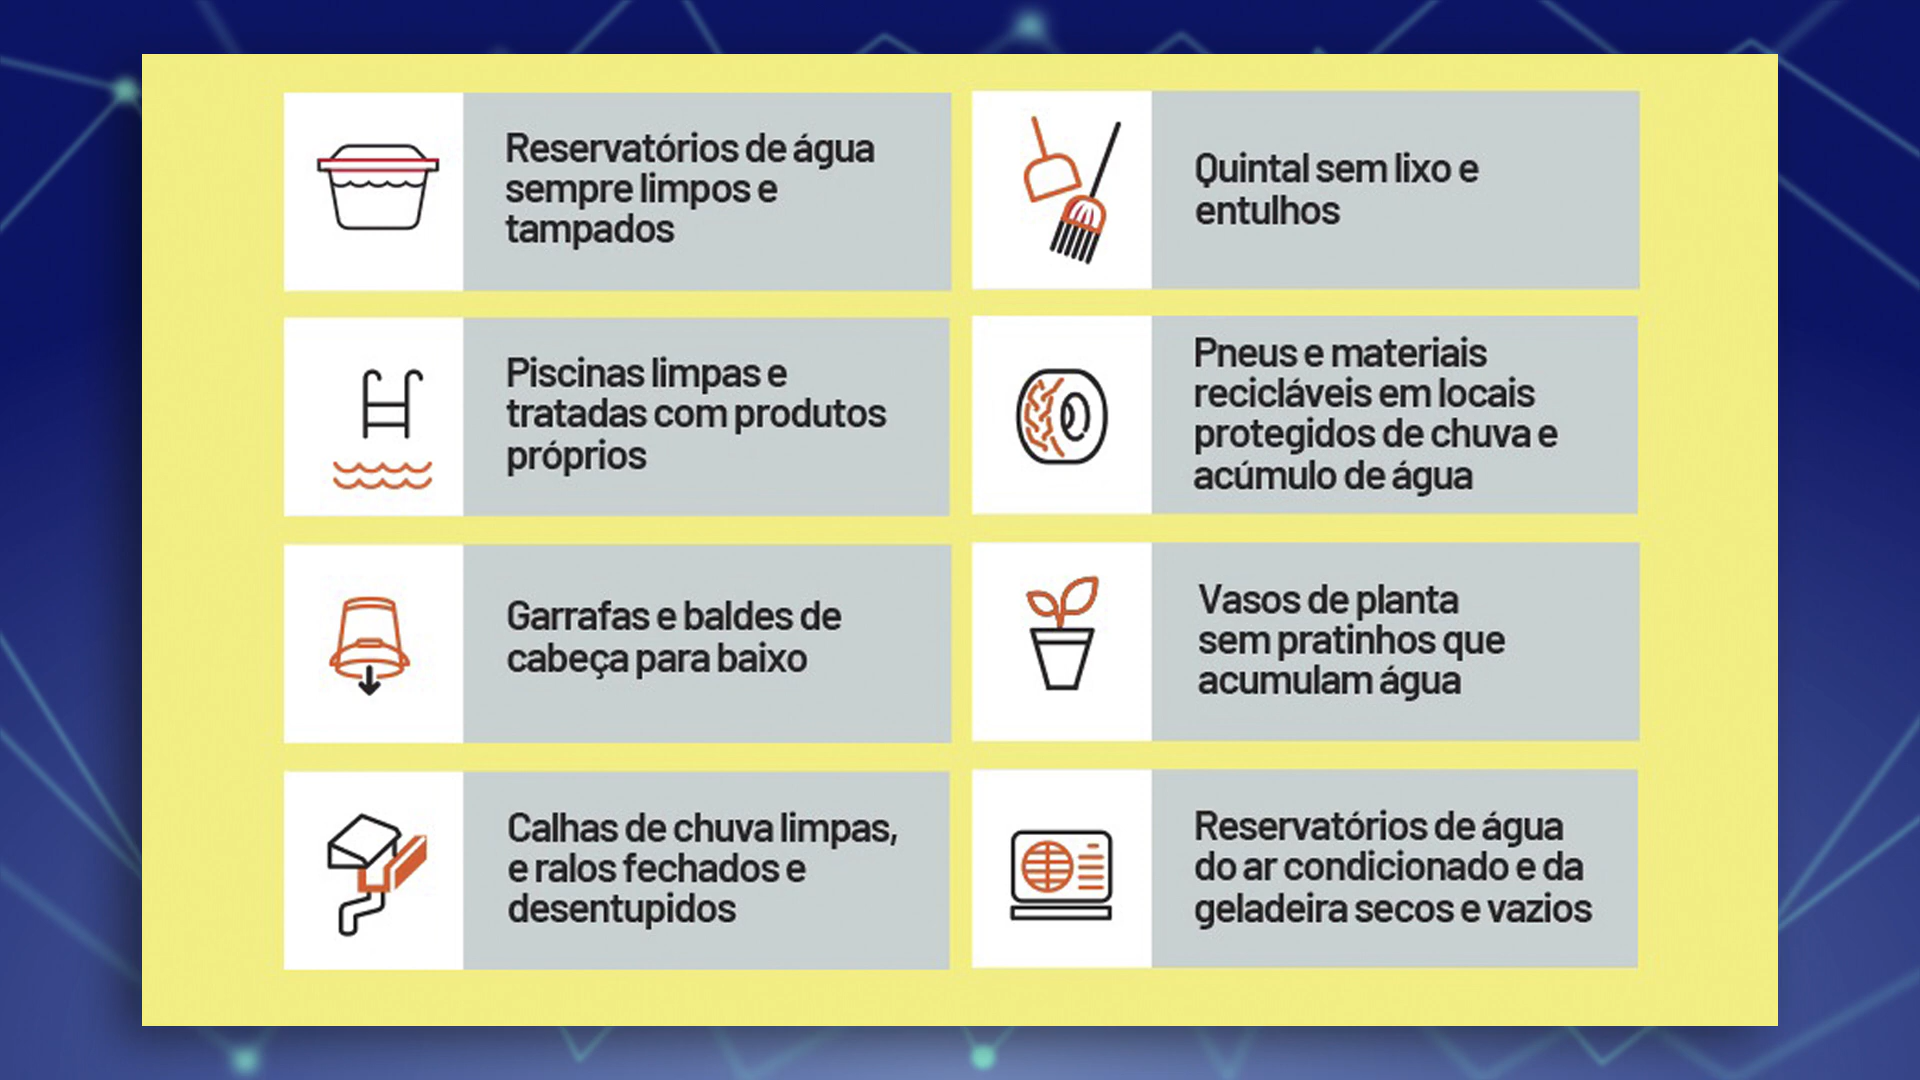 Reservatórios de água
sempre limpos e
tampados
Quintal sem lixo e
entulhos
Piscinas limpas e
tratadas com produtos
próprios
Pneus e materiais
recicláveis em locais
protegidos de chuva e
acúmulo de água
Garrafas e baldes de
cabeça para baixo
Vasos de planta
sem pratinhos que
acumulam água
Calhas de chuva limpas,
e ralos fechados e
desentupidos
Reservatórios de água
do ar condicionado e da
geladeira secos e vazios